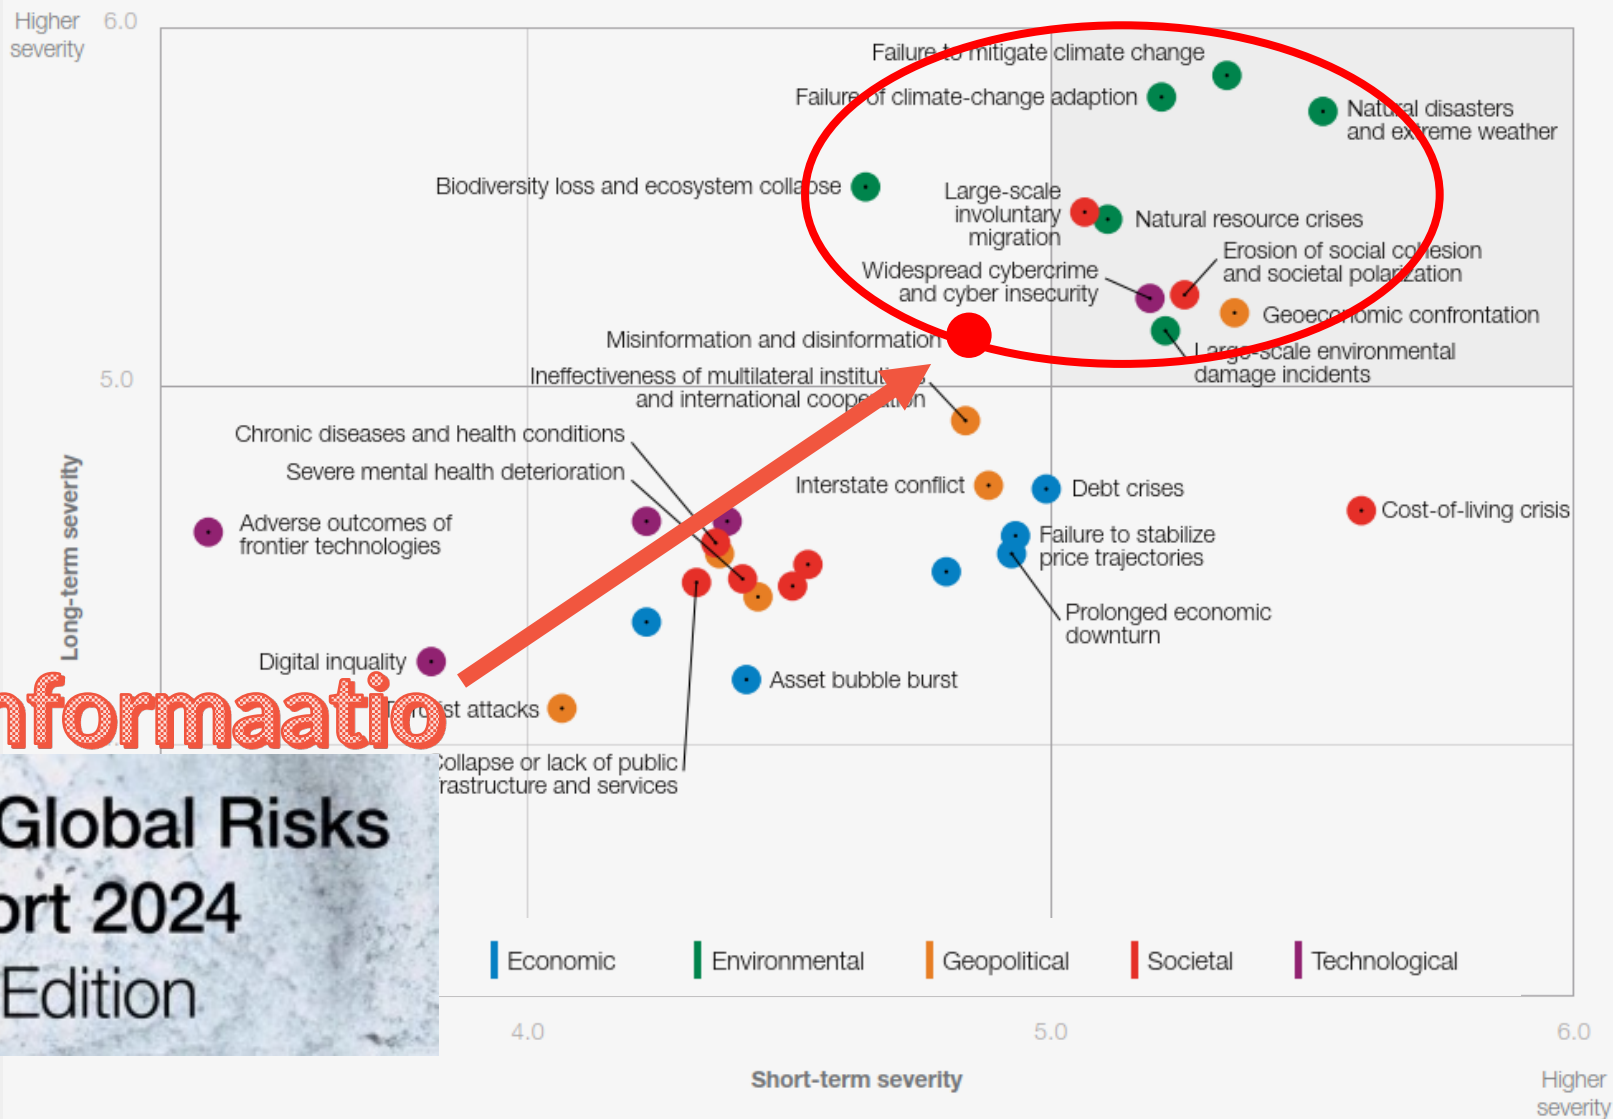 Higher
severity
6.0
Failure to mitigate climate change
Failure of climate-change adaption
Natural disasters
and extreme weather
Biodiversity loss and ecosystem collapse
Large-scale
involuntary
migration
Natural resource crises
Erosion of social cohesion
and societal polarization
Widespread cybercrime
and cyber insecurity
Geoeconomic confrontation
Misinformation and disinformation
Large-scale environmental
damage incidents
5.0
Ineffectiveness of multilateral institutions
and international cooperation
Chronic diseases and health conditions
Severe mental health deterioration
Interstate conflict
Debt crises
Cost-of-living crisis
Adverse outcomes of
frontier technologies
Failure to stabilize
price trajectories
Prolonged economic
downturn
Long-term severity
Digital inquality
Asset bubble burst
nformaatio
attacks
Collapse or lack of public
rastructure and services
Global Risks
ort 2024
Edition
Economic
Environmental
Geopolitical
Societal
Technological
4.0
5.0
6.0
Short-term severity
Higher
severity